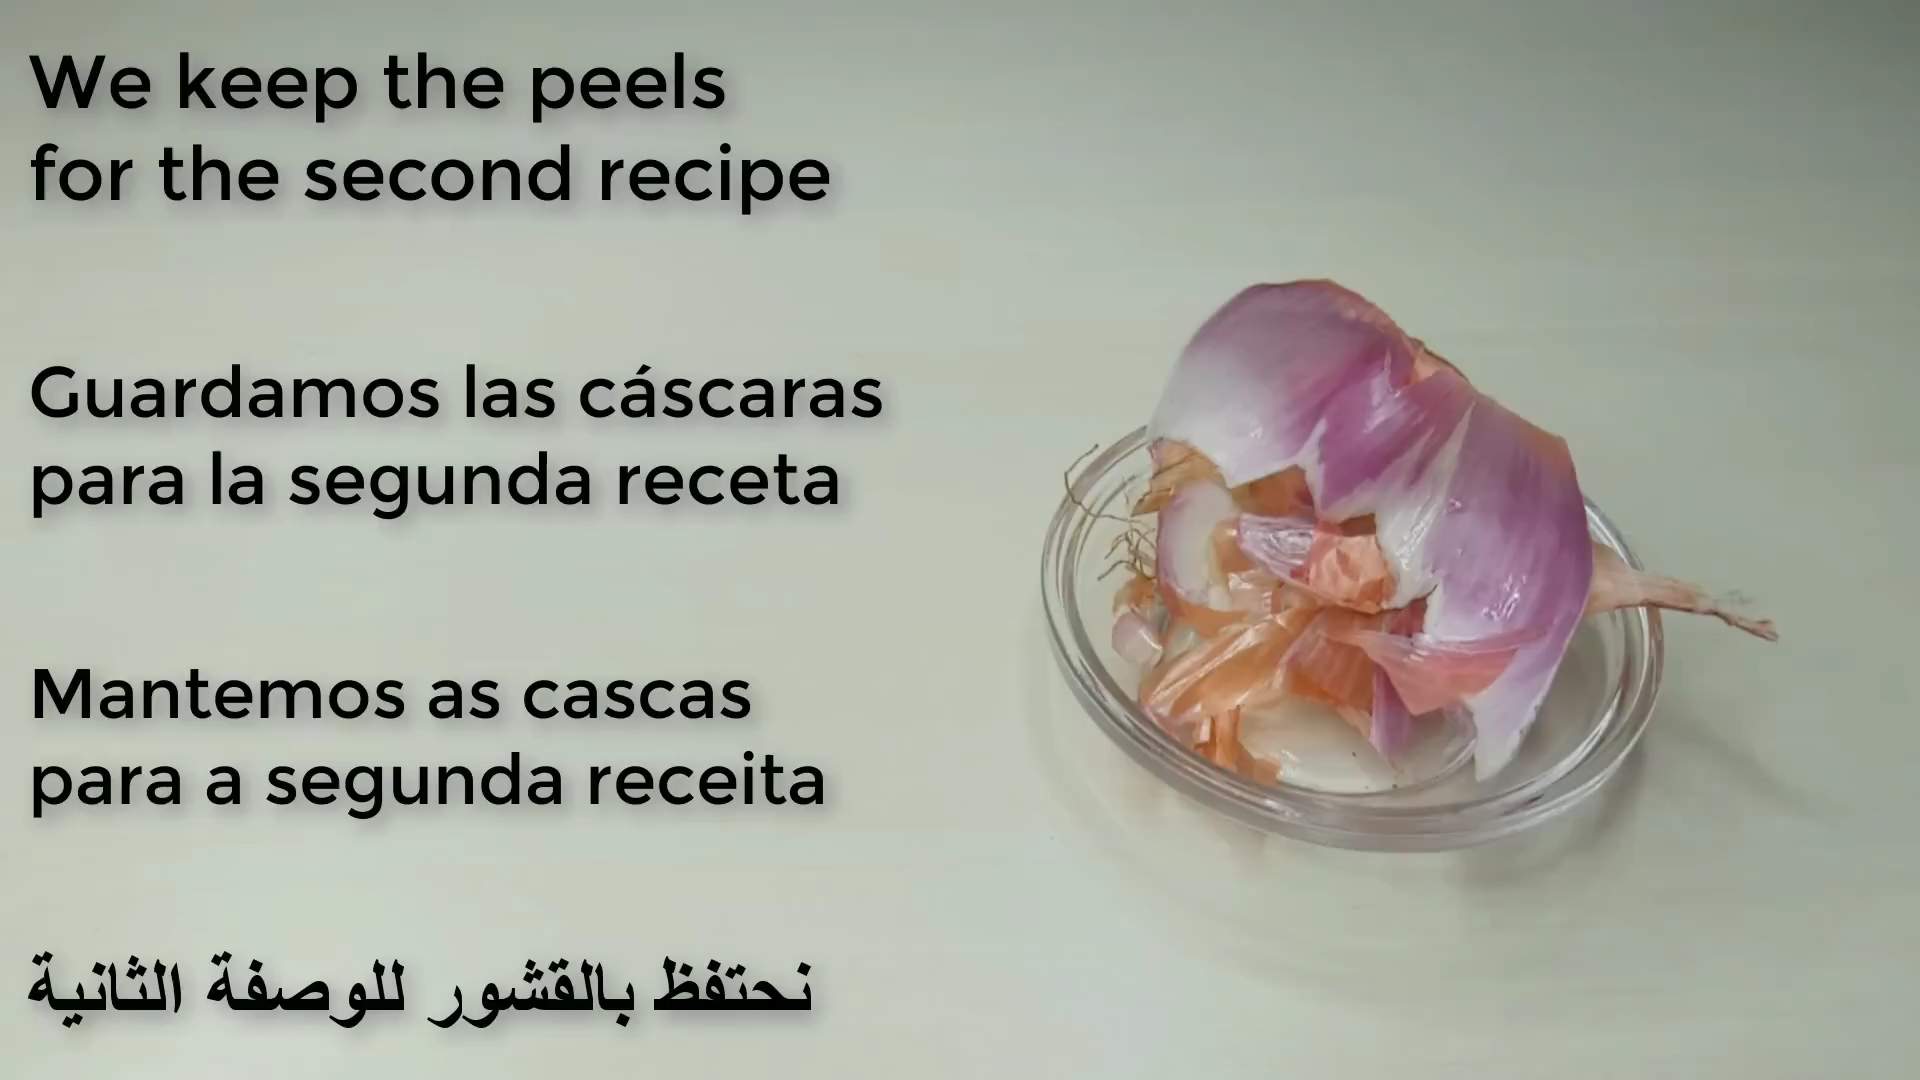 We keep the peels
for the second recipe
Guardamos las cáscaras
para la segunda receta
Mantemos as cascas
para a segunda receita
نحتفظ بالقشور للوصفة الثانية